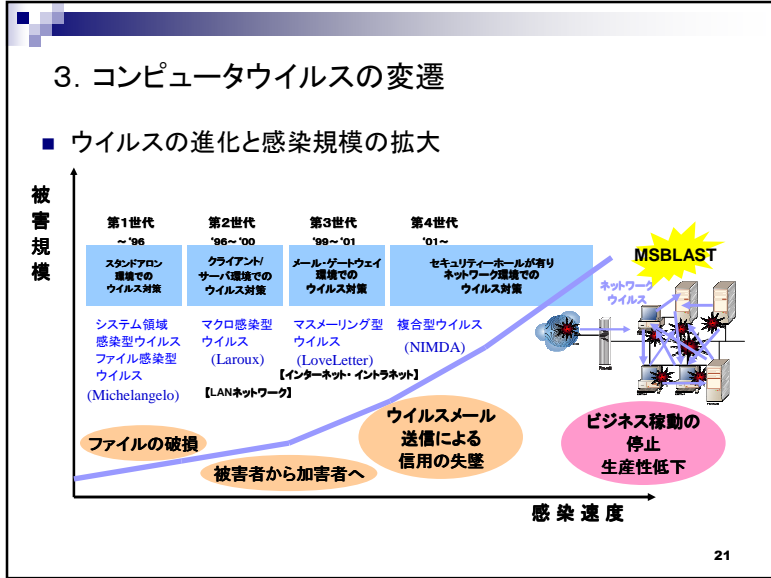 ３．コンピュータウイルスの変遷
ウイルスの進化と感染規模の拡大
被
害
規
模
第１世代
～‘96
スタンドアロン
環境での
ウイルス対策
システム領域
感染型ウイルス
ファイル感染型
ウイルス
(Michelangelo)
第２世代
‘96～‘00
クライアント/
サーバ環境での
ウイルス対策
マクロ感染型
ウイルス
(Laroux)
【LANネットワーク】
第３世代
‘99～‘01
メール・ゲートウェイ
環境での
ウイルス対策
マスメーリング型
ウイルス
(LoveLetter)
【インターネット・イントラネット】
第４世代
‘01～
セキュリティーホールが有り
ネットワーク環境での
ウイルス対策
複合型ウイルス
(NIMDA)
MSBLAST
ネットワーク
ウイルス
ファイルの破損
被害者から加害者へ
ウイルスメール
送信による
信用の失墜
ビジネス稼動の
停止
生産性低下
感 染 速 度
21